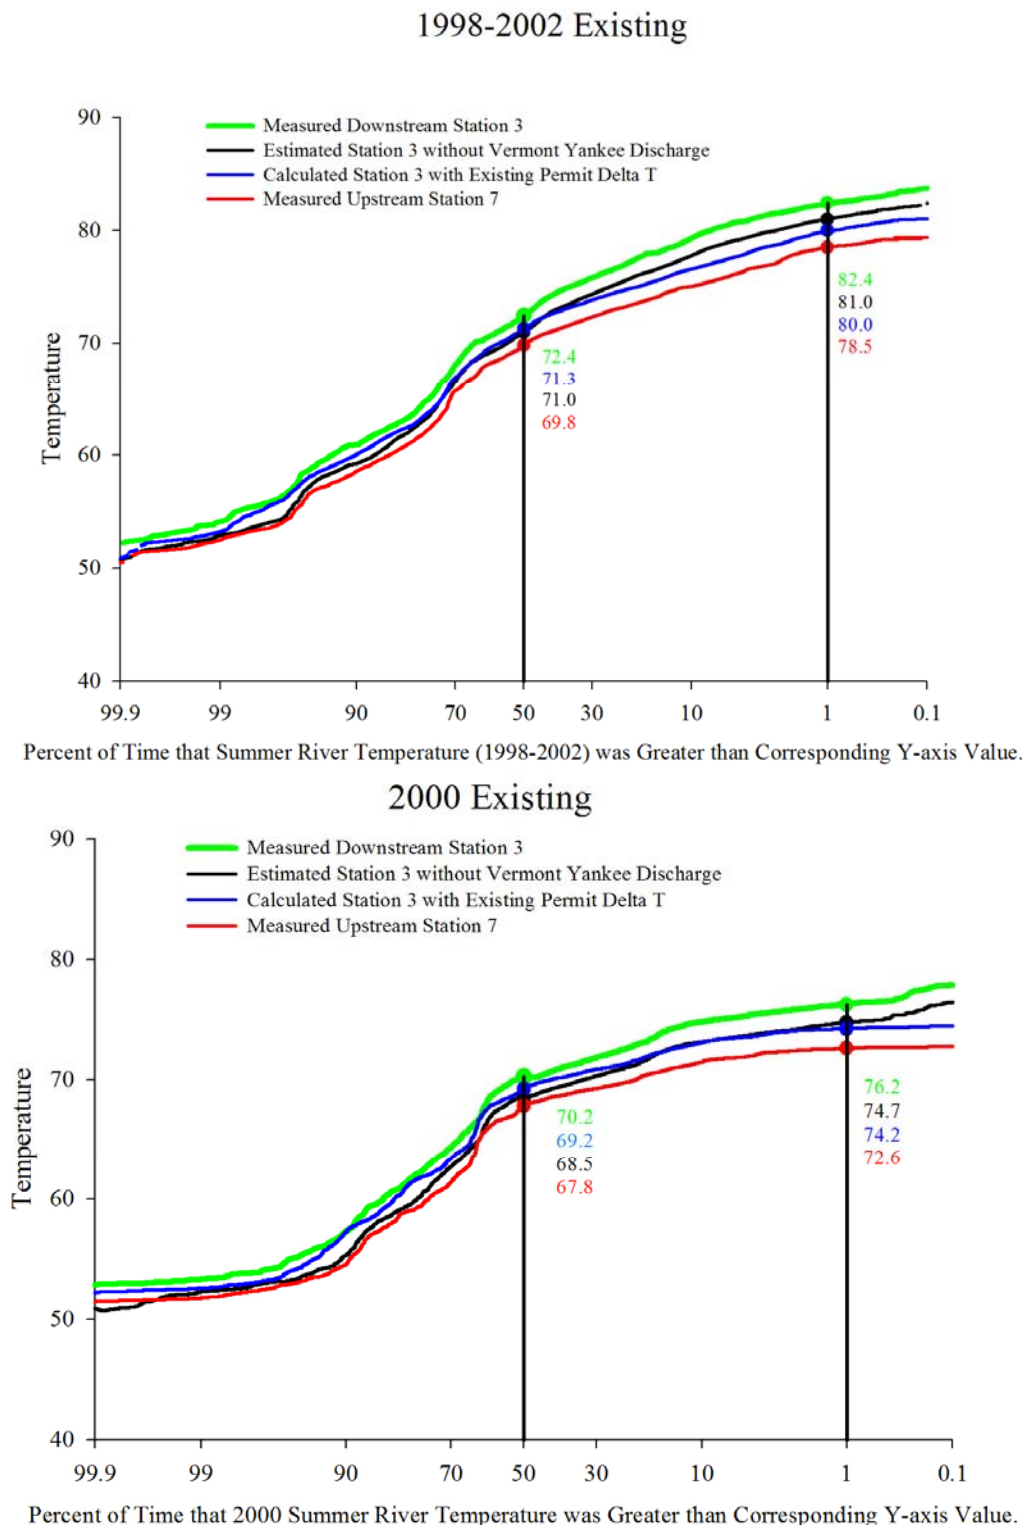 1998-2002 Existing
90
Measured Downstream Station 3
Estimated Station 3 without Vermont Yankee Discharge
Calculated Station 3 with Existing Permit Delta T
Measured Upstream Station 7
80
82.4
81.0
80.0
78.5
70
72.4
71.3
71.0
69.8
Temperature
60
50
40
99.9 99 90 70 50 30 10 1 0.1
Percent of Time that Summer River Temperature (1998-2002) was Greater than Corresponding Y-axis Value.
2000 Existing
90
Measured Downstream Station 3
Estimated Station 3 without Vermont Yankee Discharge
Calculated Station 3 with Existing Permit Delta T
Measured Upstream Station 7
80
70
76.2
74.7
74.2
72.6
70.2
69.2
68.5
67.8
Temperature
60
50
40
99.9 99 90 70 50 30 10 1 0.1
Percent of Time that 2000 Summer River Temperature was Greater than Corresponding Y-axis Value.